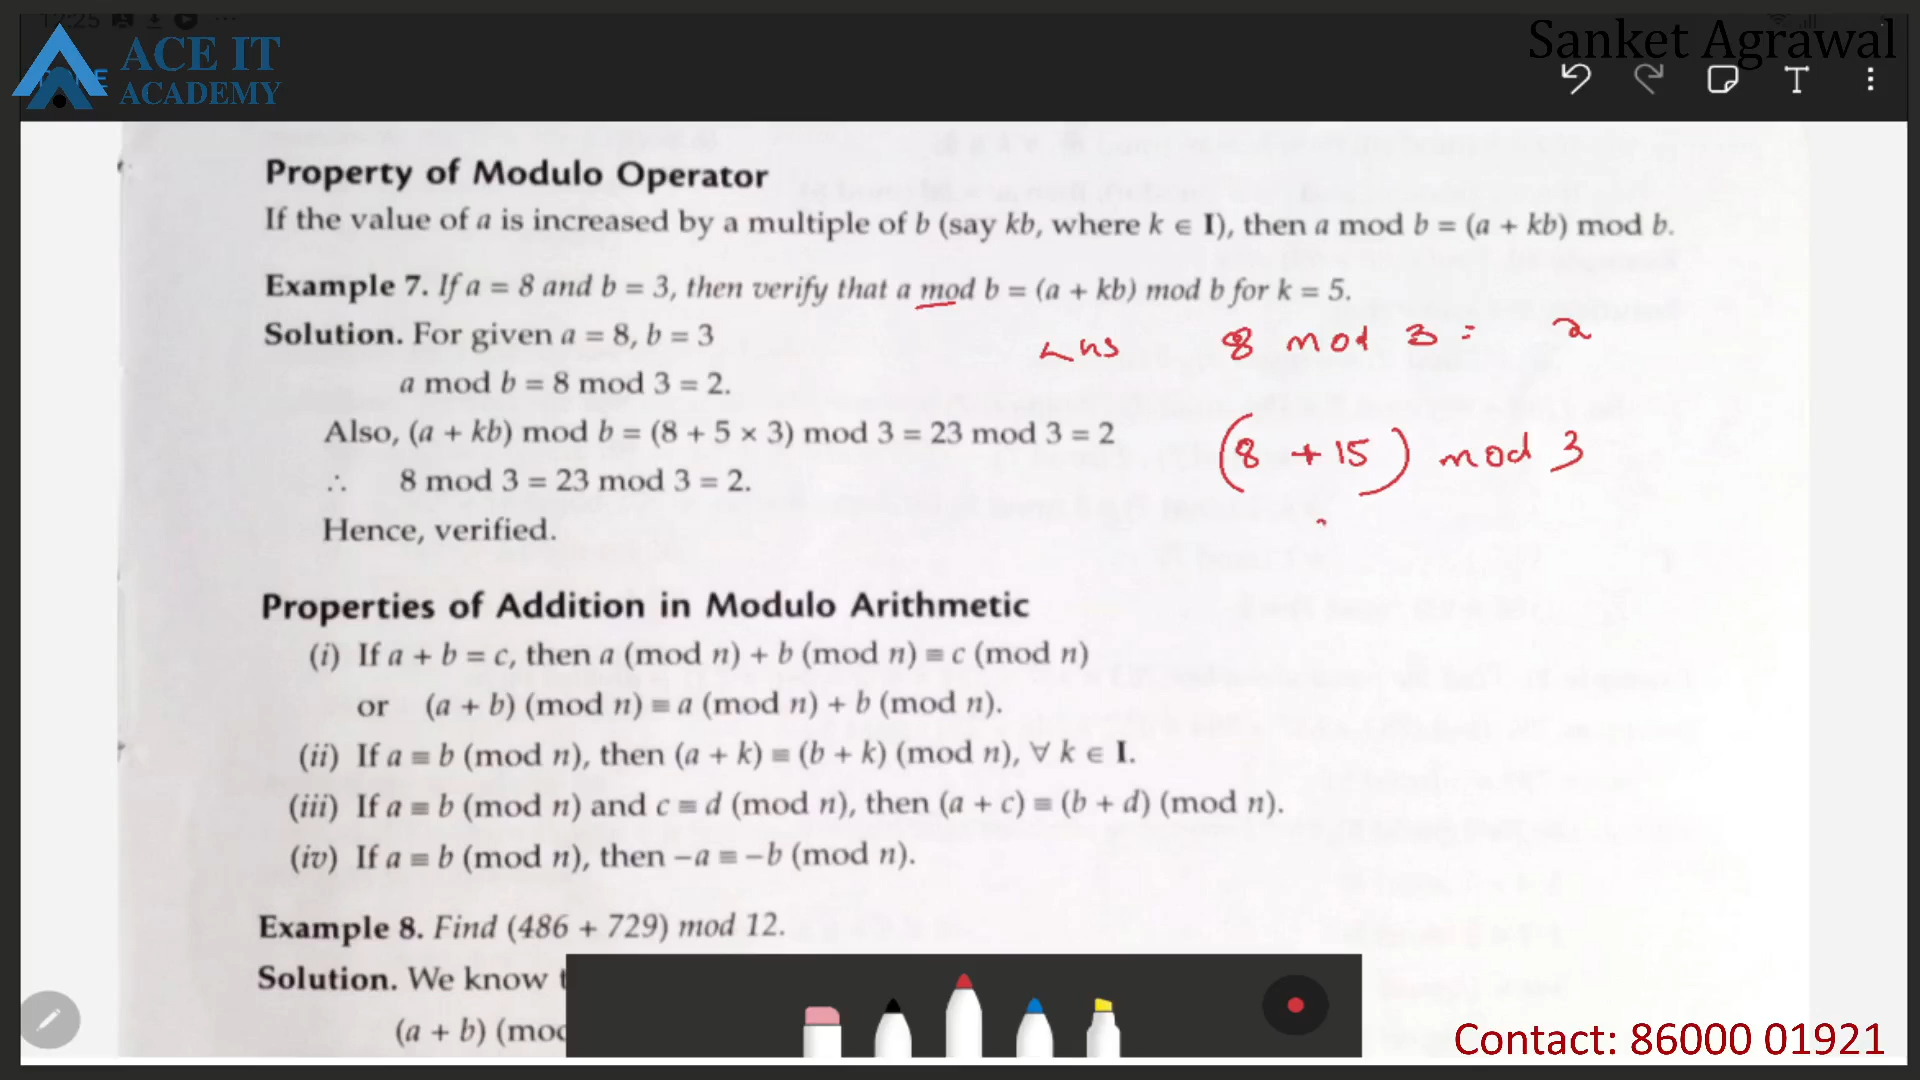 12:25
Sanket Agrawal
ACE IT
ACADEMY
Property of Modulo Operator
If the value of a is increased by a multiple of b (say kb, where k ∈ I), then a mod b = (a + kb) mod b.
Example 7. If a = 8 and b = 3, then verify that a mod b = (a + kb) mod b for k = 5.
Solution. For given a = 8, b = 3
8 mod 3 = 2
a mod b = 8 mod 3 = 2.
Also, (a + kb) mod b = (8 + 5 × 3) mod 3 = 23 mod 3 = 2
(8 + 15) mod 3
∴ 8 mod 3 = 23 mod 3 = 2.
Hence, verified.
Properties of Addition in Modulo Arithmetic
(i) If a + b = c, then a (mod n) + b (mod n) ≡ c (mod n)
or (a + b) (mod n) ≡ a (mod n) + b (mod n).
(ii) If a ≡ b (mod n), then (a + k) ≡ (b + k) (mod n), ∀ k ∈ I.
(iii) If a ≡ b (mod n) and c ≡ d (mod n), then (a + c) ≡ (b + d) (mod n).
(iv) If a ≡ b (mod n), then −a ≡ −b (mod n).
Example 8. Find (486 + 729) mod 12.
Solution. We know
(a + b) (mod
Contact: 86000 01921